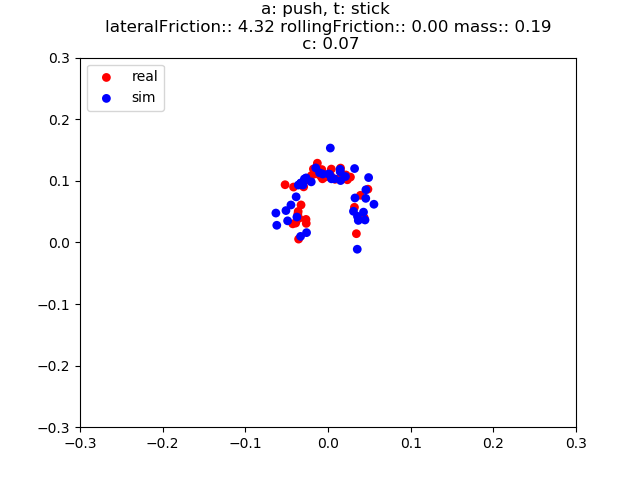 a: push, t: stick
lateralFriction:: 4.32 rollingFriction:: 0.00 mass:: 0.19
c: 0.07
real
sim
0.3
0.2
0.1
0.0
−0.1
−0.2
−0.3
−0.3 −0.2 −0.1 0.0 0.1 0.2 0.3